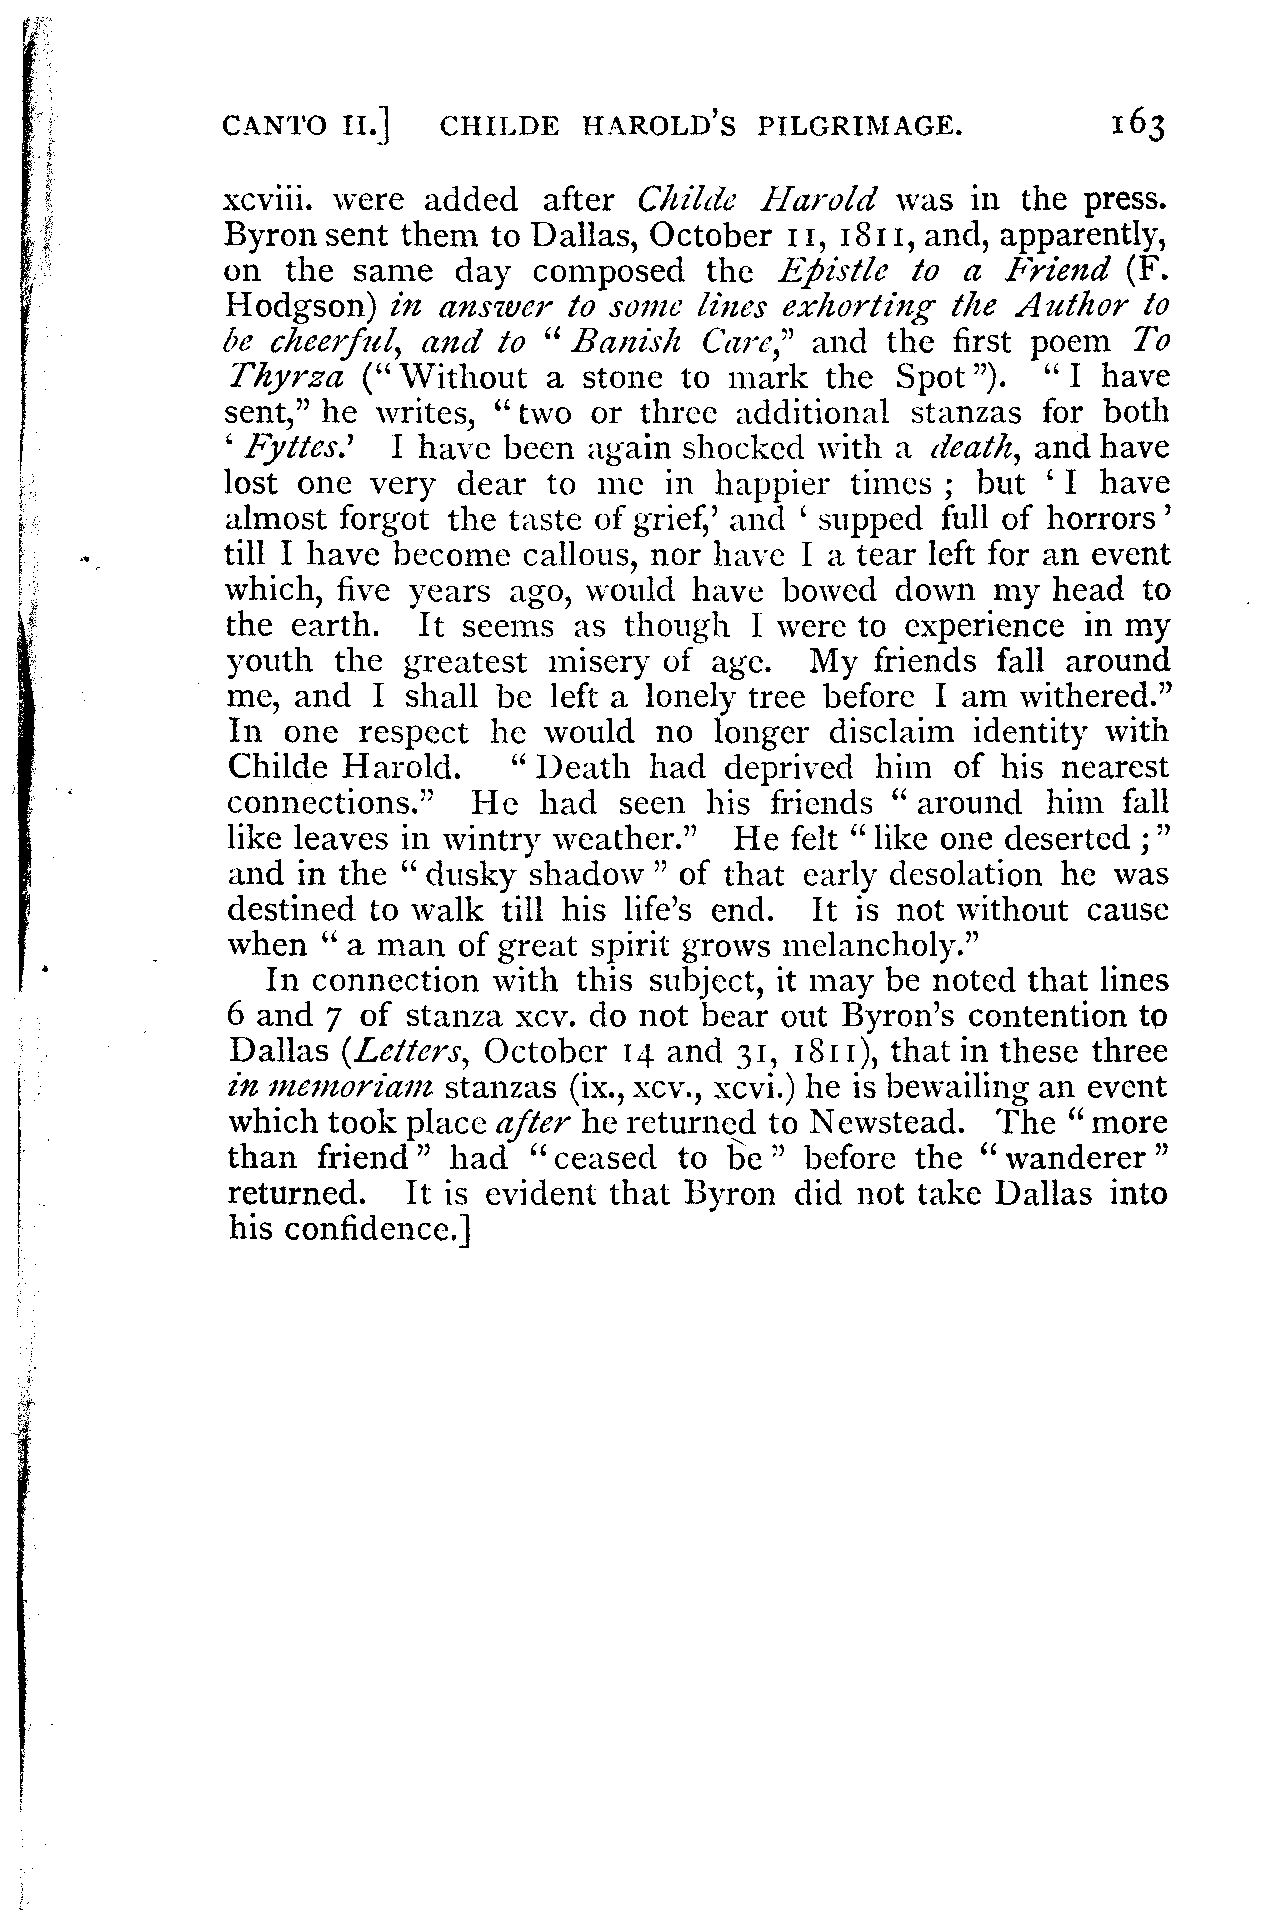 CANTO II.] CHILDE HAROLD'S PILGRIMAGE. 163
xcviii. were added after Childe Harold was in the press.
Byron sent them to Dallas, October 11, 1811, and, apparently,
on the same day composed the Epistle to a Friend (F.
Hodgson) in answer to some lines exhorting the Author to
be cheerful, and to “Banish Care,” and the first poem To
Thyrza (“Without a stone to mark the Spot”). “I have
sent,” he writes, “two or three additional stanzas for both
‘Fyttes.’ I have been again shocked with a death, and have
lost one very dear to me in happier times; but ‘I have
almost forgot the taste of grief,’ and ‘supped full of horrors’
till I have become callous, nor have I a tear left for an event
which, five years ago, would have bowed down my head to
the earth. It seems as though I were to experience in my
youth the greatest misery of age. My friends fall around
me, and I shall be left a lonely tree before I am withered.”
In one respect he would no longer disclaim identity with
Childe Harold. “Death had deprived him of his nearest
connections.” He had seen his friends “around him fall
like leaves in wintry weather.” He felt “like one deserted;”
and in the “dusky shadow” of that early desolation he was
destined to walk till his life's end. It is not without cause
when “a man of great spirit grows melancholy.”
In connection with this subject, it may be noted that lines
6 and 7 of stanza xcv. do not bear out Byron's contention to
Dallas (Letters, October 14 and 31, 1811), that in these three
in memoriam stanzas (ix., xcv., xcvi.) he is bewailing an event
which took place after he returned to Newstead. The “more
than friend” had “ceased to be” before the “wanderer”
returned. It is evident that Byron did not take Dallas into
his confidence.]